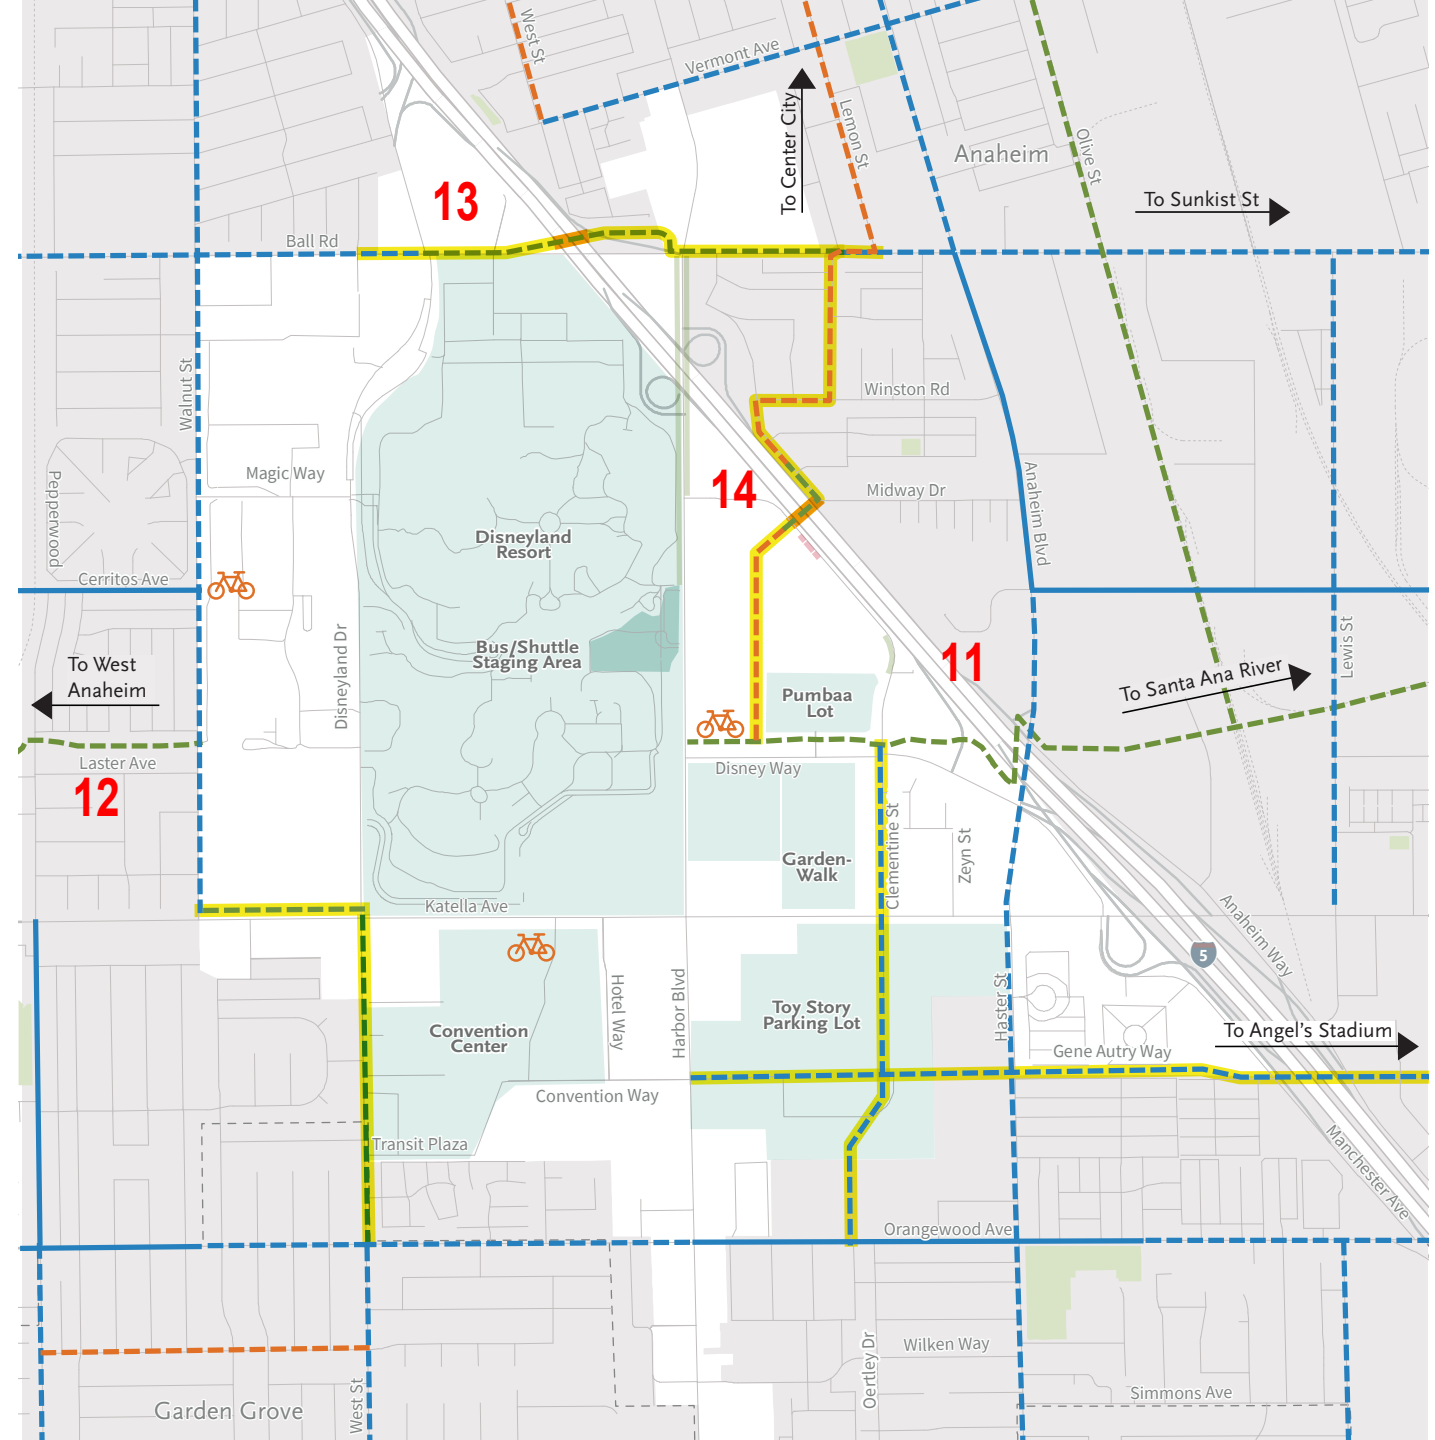 West St
Vermont Ave
To Center City
Lemon St
Anaheim
Olive St
To Sunkist St
13
Ball Rd
Walnut St
Winston Rd
Magic Way
14
Midway Dr
Pepperwood
Anaheim Blvd
Disneyland
Resort
Cerritos Ave
Disneyland Dr
Bus/Shuttle
Staging Area
11
Lewis St
To West
Anaheim
To Santa Ana River
Pumbaa
Lot
Laster Ave
12
Disney Way
Clementine St
Zeyn St
Garden-
Walk
Katella Ave
Anaheim Way
5
Hotel Way
Harbor Blvd
Haster St
Convention
Center
Toy Story
Parking Lot
To Angel's Stadium
Gene Autry Way
Convention Way
Transit Plaza
Manchester Ave
Orangewood Ave
Oertley Dr
Wilken Way
West St
Simmons Ave
Garden Grove